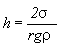 h = 2σ / rgρ